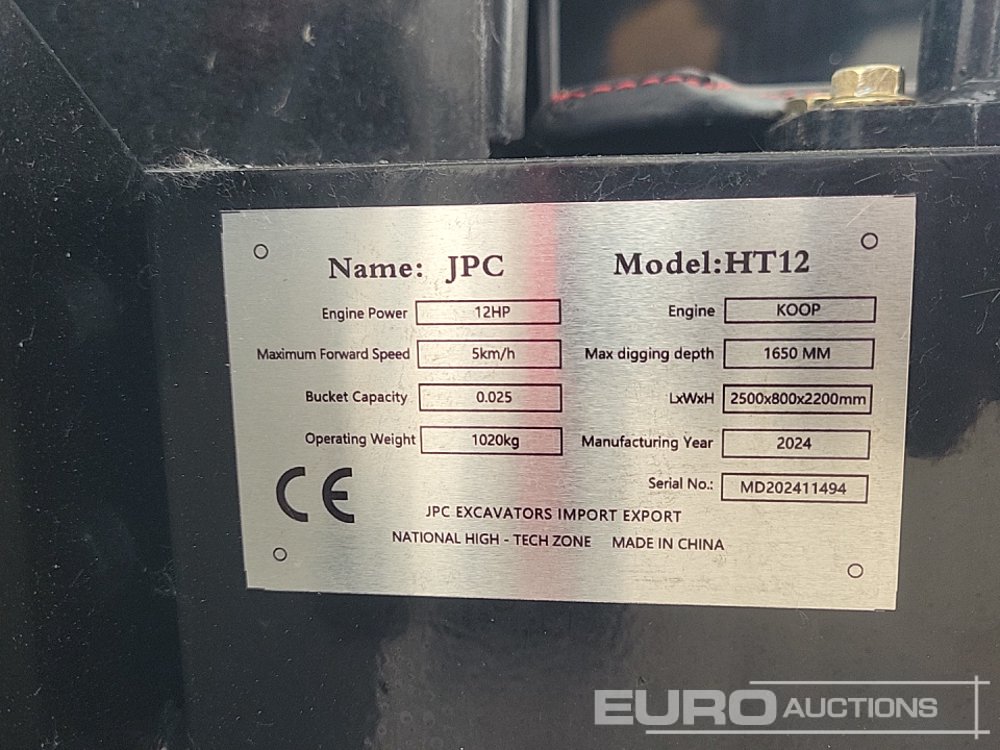 Name: JPC Model:HT12
Engine Power 12HP Engine KOOP
Maximum Forward Speed 5km/h Max digging depth 1650 MM
Bucket Capacity 0.025 LxWxH 2500x800x2200mm
Operating Weight 1020kg Manufacturing Year 2024
Serial No.: MD202411494
CE
JPC EXCAVATORS IMPORT EXPORT
NATIONAL HIGH - TECH ZONE MADE IN CHINA
EURO AUCTIONS